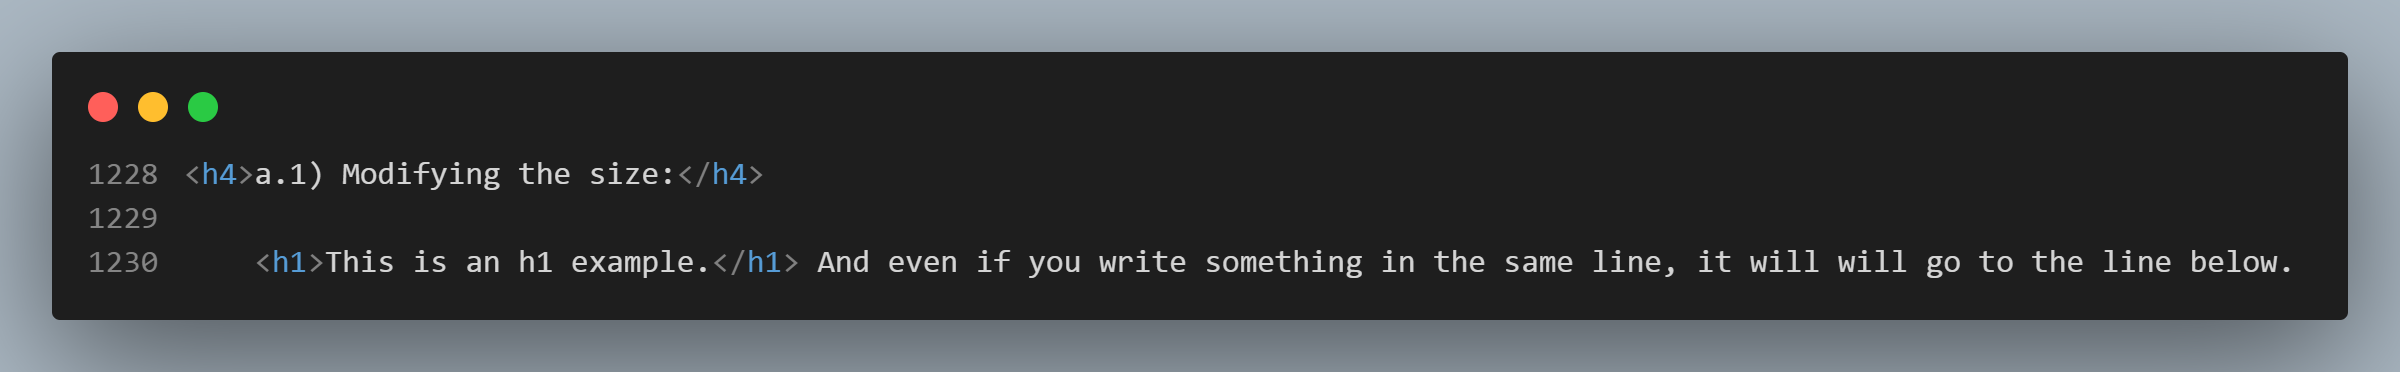 1228 <h4>a.1) Modifying the size:</h4>
1229
1230     <h1>This is an h1 example.</h1> And even if you write something in the same line, it will will go to the line below.